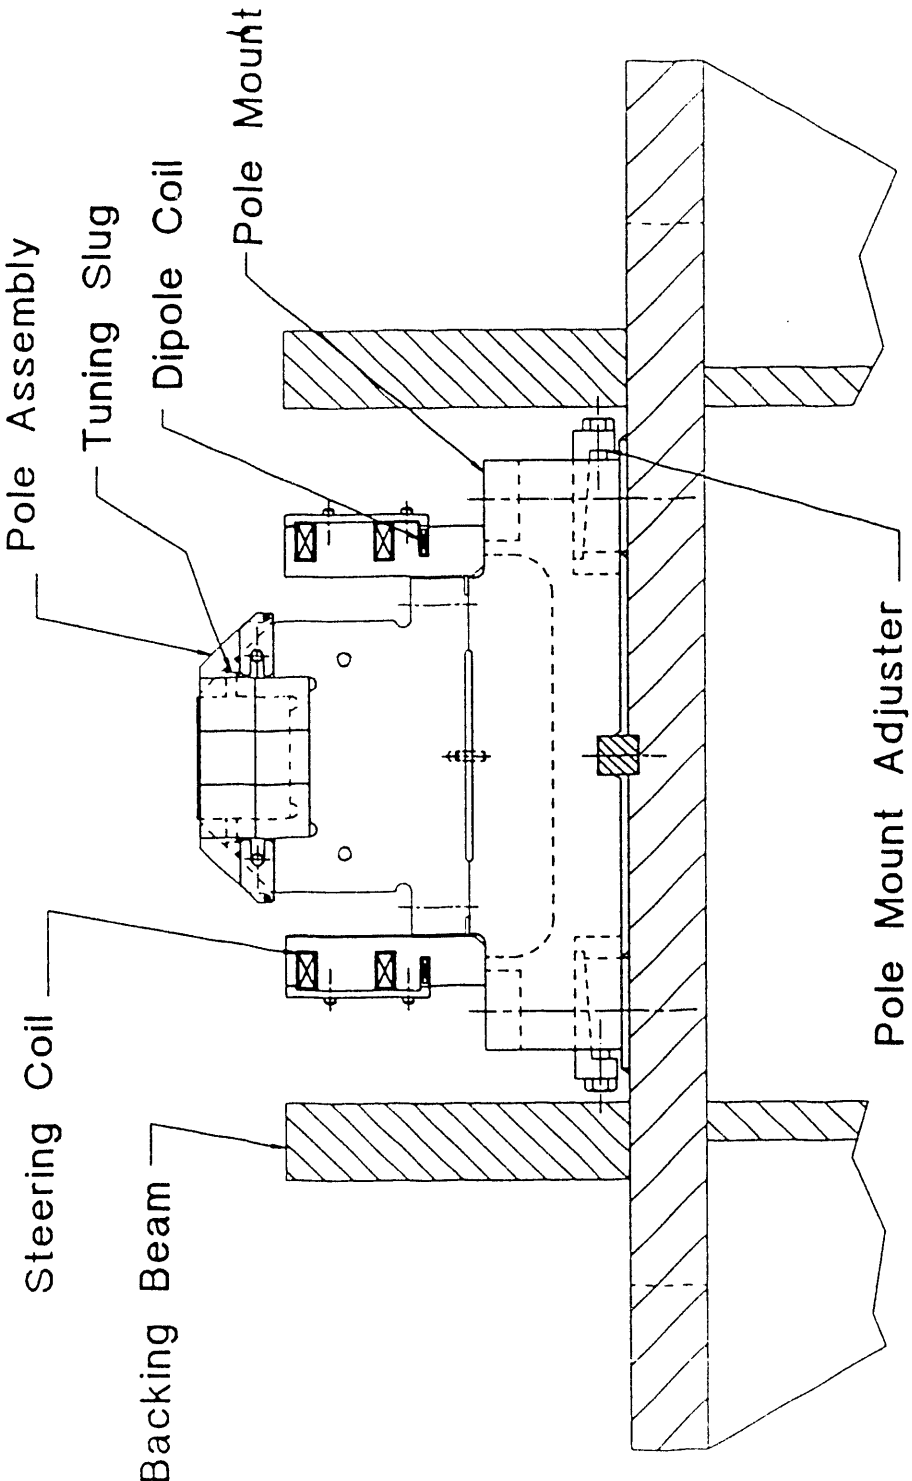 Pole Assembly
Tuning Slug
Dipole Coil
Pole Mount
Steering Coil
Backing Beam
Pole Mount Adjuster